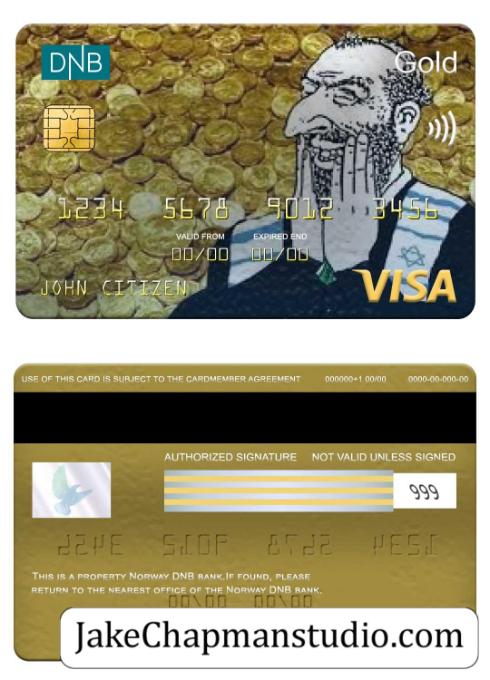 DNB
Gold
1234 5678 9012 3456
VALID FROM EXPIRED END
00/00 00/00
JOHN CITIZEN
VISA
USE OF THIS CARD IS SUBJECT TO THE CARDMEMBER AGREEMENT 000000+1 00/00 0000-00-000-00
AUTHORIZED SIGNATURE NOT VALID UNLESS SIGNED
999
THIS IS A PROPERTY NORWAY DNB BANK.IF FOUND, PLEASE
RETURN TO THE NEAREST OFFICE OF THE NORWAY DNB BANK.
JakeChapmanstudio.com